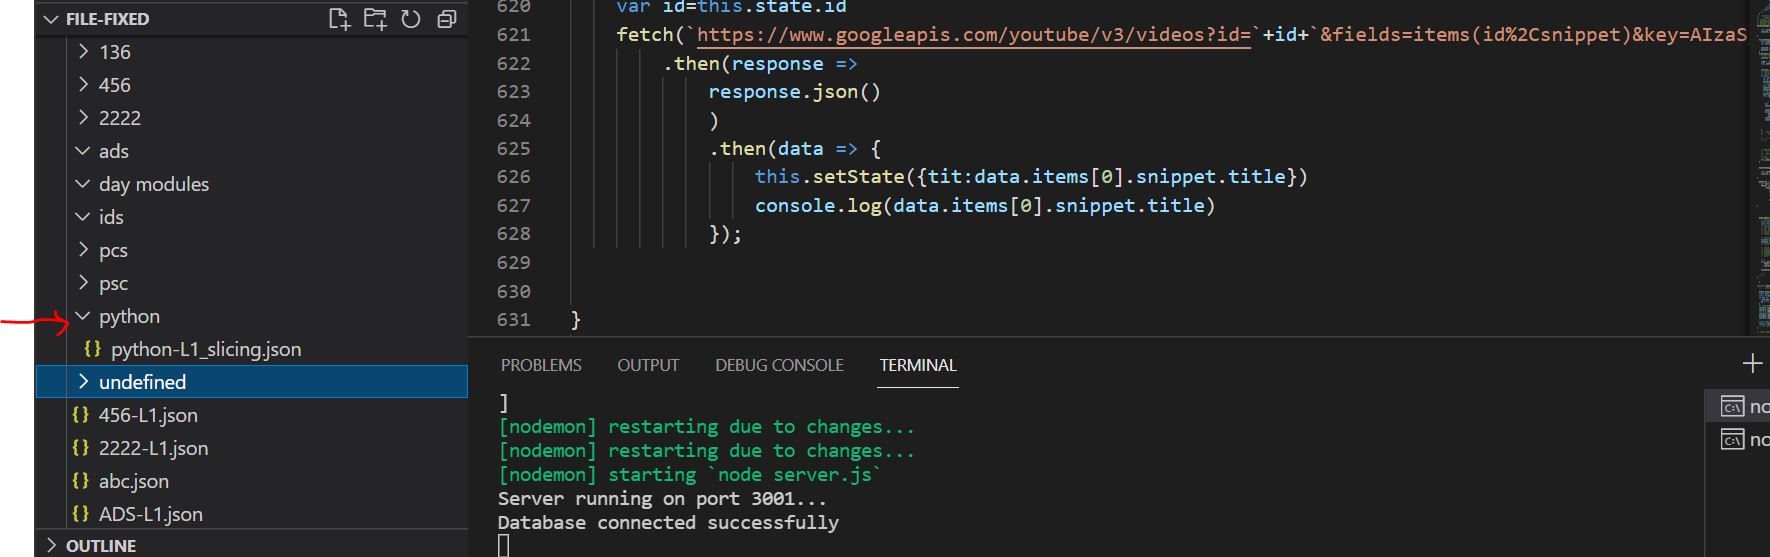 FILE-FIXED
136
456
2222
ads
day modules
ids
pcs
psc
python
{} python-L1_slicing.json
undefined
{} 456-L1.json
{} 2222-L1.json
{} abc.json
{} ADS-L1.json
OUTLINE
620 var id=this.state.id
621 fetch(`https://www.googleapis.com/youtube/v3/videos?id=`+id+`&fields=items(id%2Csnippet)&key=AIzaS
622 .then(response =>
623 response.json()
624 )
625 .then(data => {
626 this.setState({tit:data.items[0].snippet.title})
627 console.log(data.items[0].snippet.title)
628 });
629
630
631 }
PROBLEMS OUTPUT DEBUG CONSOLE TERMINAL
]
[nodemon] restarting due to changes...
[nodemon] restarting due to changes...
[nodemon] starting `node server.js`
Server running on port 3001...
Database connected successfully
no
no